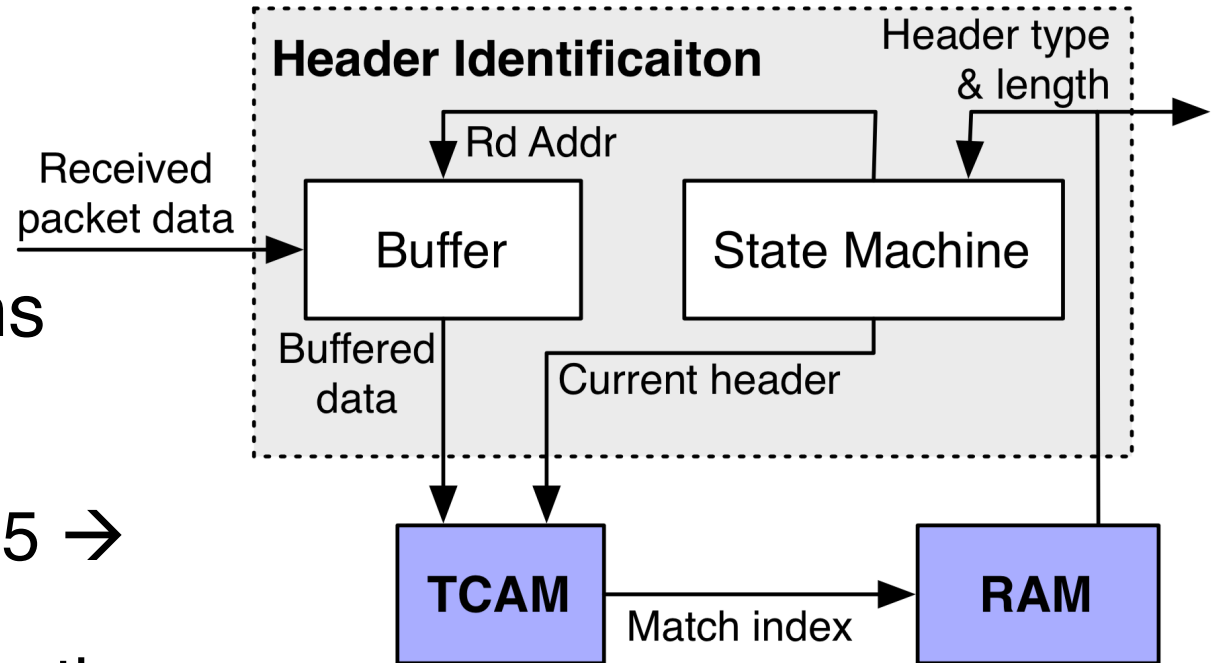 Header Identificaiton
Header type
& length
Rd Addr
Received
packet data
Buffer
State Machine
Buffered
data
Current header
5 →
TCAM
RAM
Match index